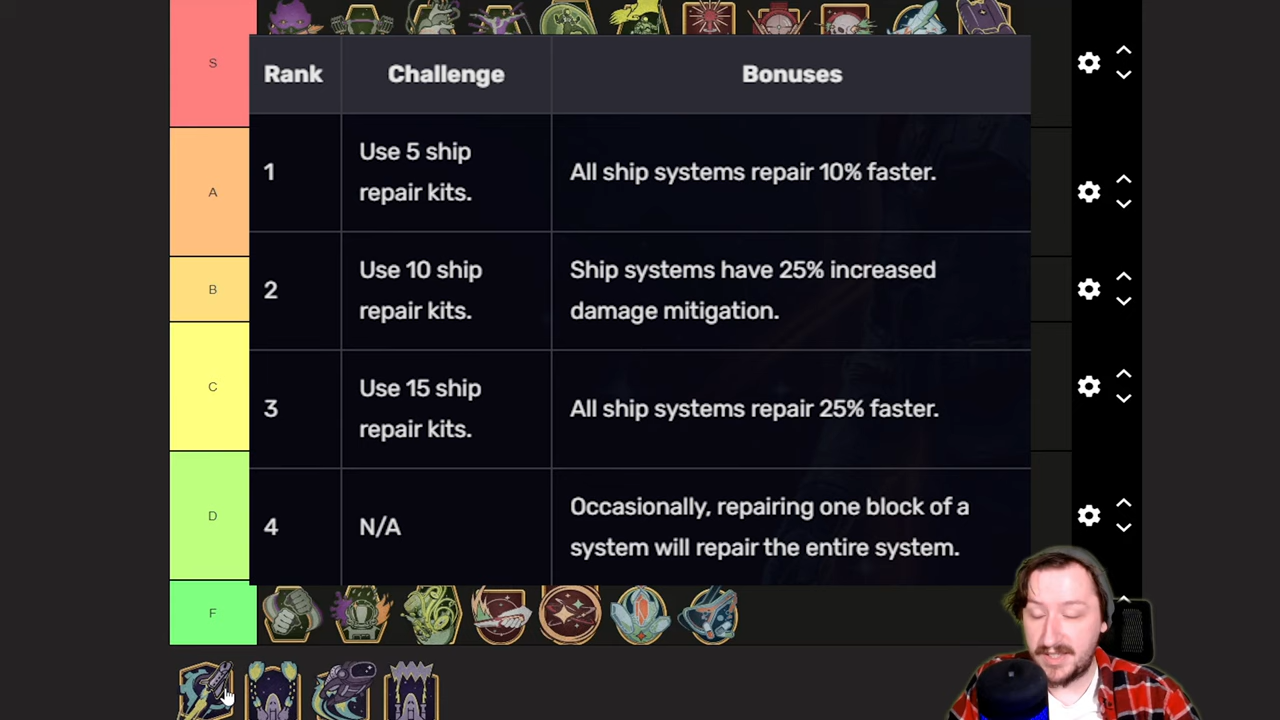 S
A
B
C
D
F
Rank Challenge Bonuses
1
Use 5 ship
repair kits.
All ship systems repair 10% faster.
2
Use 10 ship
repair kits.
Ship systems have 25% increased
damage mitigation.
3
Use 15 ship
repair kits.
All ship systems repair 25% faster.
4
N/A
Occasionally, repairing one block of a
system will repair the entire system.